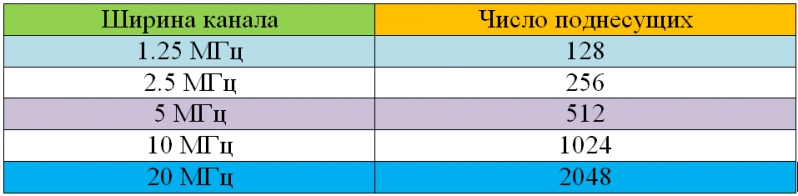 Ширина канала Число поднесущих
1.25 МГц 128
2.5 МГц 256
5 МГц 512
10 МГц 1024
20 МГц 2048